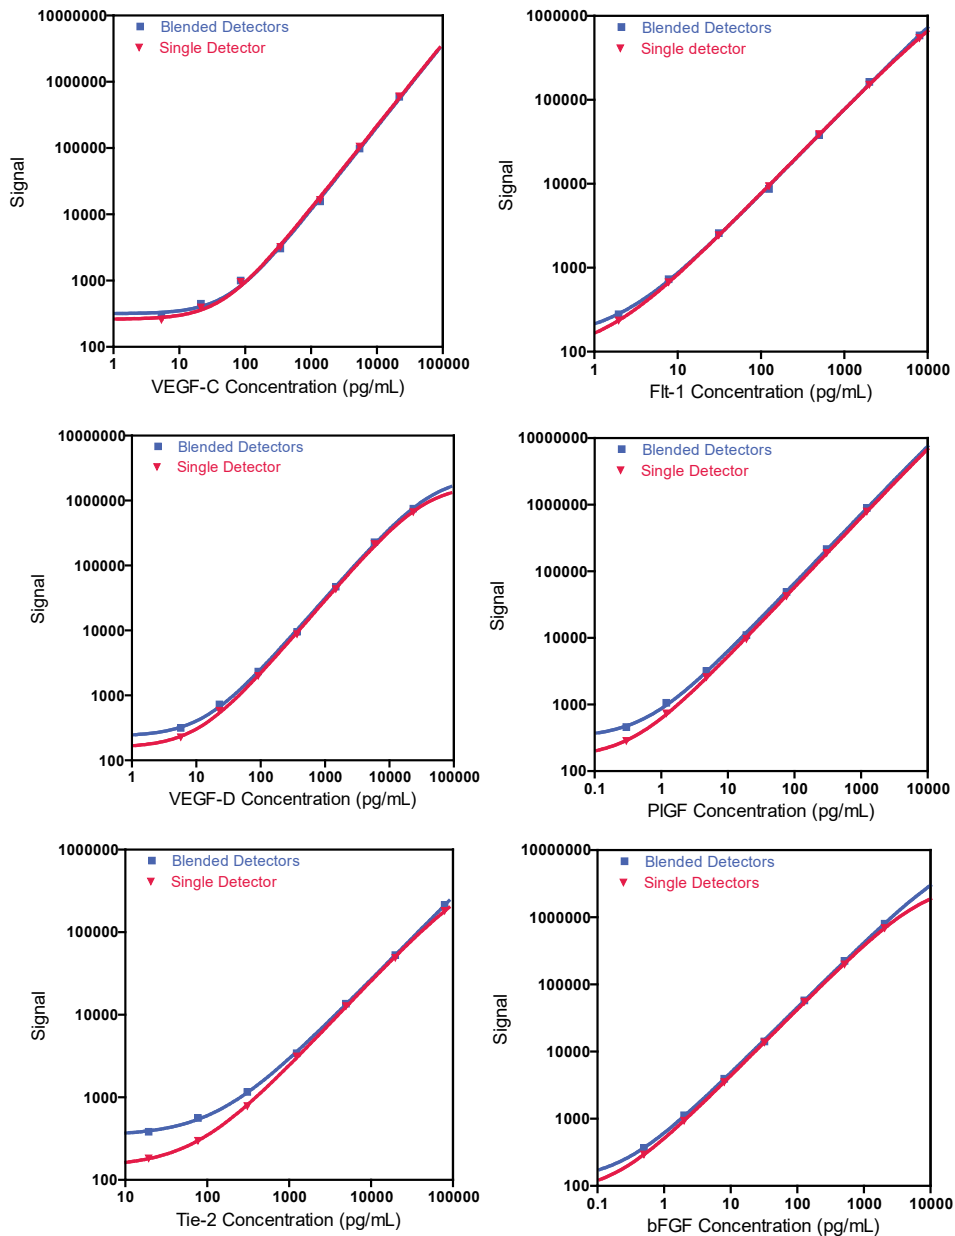 10000000
1000000
100000
10000
1000
100
Signal
Blended Detectors
Single Detector
1 10 100 1000 10000 100000
VEGF-C Concentration (pg/mL)
1000000
100000
10000
1000
100
Signal
Blended Detectors
Single detector
1 10 100 1000 10000
Flt-1 Concentration (pg/mL)
10000000
1000000
100000
10000
1000
100
Signal
Blended Detectors
Single Detector
1 10 100 1000 10000 100000
VEGF-D Concentration (pg/mL)
10000000
1000000
100000
10000
1000
100
Signal
Blended Detectors
Single Detector
0.1 1 10 100 1000 10000
PlGF Concentration (pg/mL)
1000000
100000
10000
1000
100
Signal
Blended Detectors
Single Detector
10 100 1000 10000 100000
Tie-2 Concentration (pg/mL)
10000000
1000000
100000
10000
1000
100
Signal
Blended Detectors
Single Detectors
0.1 1 10 100 1000 10000
bFGF Concentration (pg/mL)